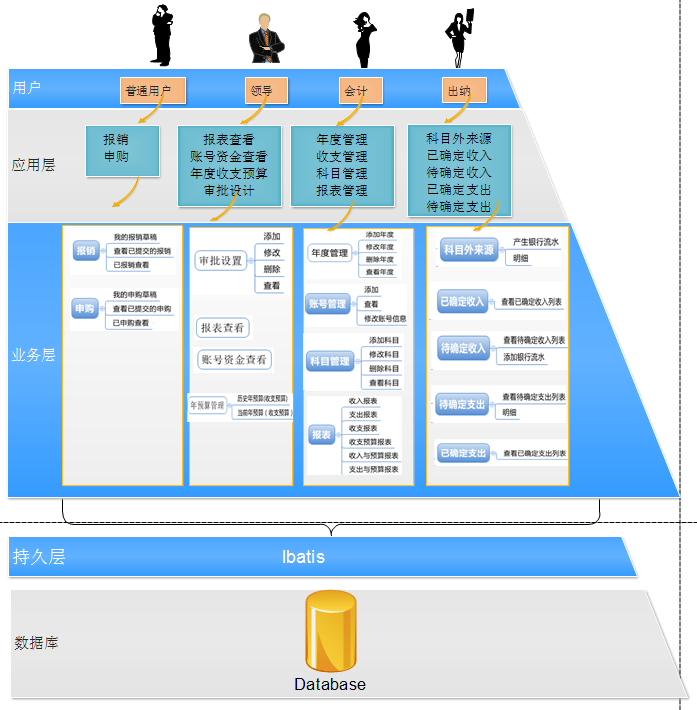 用户
普通用户
领导
会计
出纳
应用层
报销
申购
报表查看
账号资金查看
年度收支预算
审批设计
年度管理
收支管理
科目管理
报表管理
科目外来源
已确定收入
待确定收入
已确定支出
待确定支出
业务层
报销
我的报销草稿
查看已提交的报销
已报销查看
申购
我的申购草稿
查看已提交的申购
已申购查看
审批设置
添加
修改
删除
查看
报表查看
账号资金查看
年预算管理
历史年预算(收支预算)
当前年预算（收支预算）
年度管理
添加年度
修改年度
删除年度
查看年度
账号管理
添加
查看
修改账号信息
科目管理
添加科目
修改科目
删除科目
查看科目
报表
收入报表
支出报表
收支报表
收支预算报表
收入与预算报表
支出与预算报表
科目外来源
产生银行流水
明细
已确定收入
查看已确定收入列表
待确定收入
查看待确定收入列表
添加银行流水
待确定支出
查看待确定支出列表
明细
已确定支出
查看已确定支出列表
持久层
Ibatis
数据库
Database